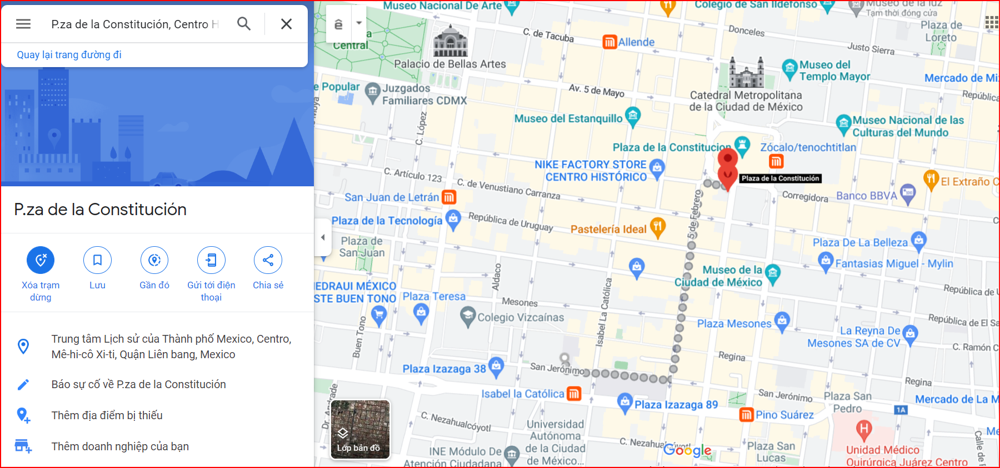 P.za de la Constitución, Centro H
Quay lại trang đường đi
P.za de la Constitución
Xóa trạm
dừng
Lưu
Gần đó
Gửi tới điện
thoại
Chia sẻ
Trung tâm Lịch sử của Thành phố Mexico, Centro,
Mê-hi-cô Xi-ti, Quận Liên bang, Mexico
Báo sự cố về P.za de la Constitución
Thêm địa điểm bị thiếu
Thêm doanh nghiệp của bạn
ê
Museo Nacional De Arte
Colegio de San Ildefonso
Museo de la luz
Tạm thời đóng cửa
Plaza de
Loreto
Central
C. de Tacuba
Allende
Donceles
Justo Sierra
Palacio de Bellas Artes
Museo del
Templo Mayor
Mercado de Mi
e Popular
Juzgados
Familiares CDMX
Av. 5 de Mayo
Catedral Metropolitana
de la Ciudad de México
República
Moya
C. López
Museo del Estanquillo
Museo Nacional de las
Culturas del Mundo
Plaza de la Constitucion
Zócalo/tenochtitlan
NIKE FACTORY STORE
CENTRO HISTÓRICO
C. Artículo 123
C. de Venustiano Carranza
Plaza de la Constitución
El Extraño C
Banco BBVA
Corregidora
San Juan de Letrán
5 de Febrero
Plaza de la Tecnología
República de Uruguay
Pastelería Ideal
Plaza de
San Juan
Plaza De La Belleza
Fantasias Miguel - Mylin
Aldaco
Museo de la
Ciudad de México
EDRAUI MÉXICO
STE BUEN TONO
Plaza Teresa
Mesones
Isabel La Católica
República de U
Colegio Vizcaínas
Plaza Mesones
República de El Sa
La Reyna De
Mesones SA de CV
Buen Tono
C. Ramón C
Regina
Plaza Izazaga 38
San Jerónimo
Regina
Isabel la Católica
San Jerónimo
Plaza San
Pedro
Mercado de La M
Plaza Izazaga 89
Pino Suárez
1A
Dr. Andrade
C. Nezahualcóyotl
Universidad
Autónoma
de la Ciudad
de México...
C. Nezahualcóyotl
Google
Plaza San
Lucas
Unidad Médico
Quirúrgica Juárez Centro
Calle de
INE Módulo De
Atención Ciudadana
Lớp bản đồ